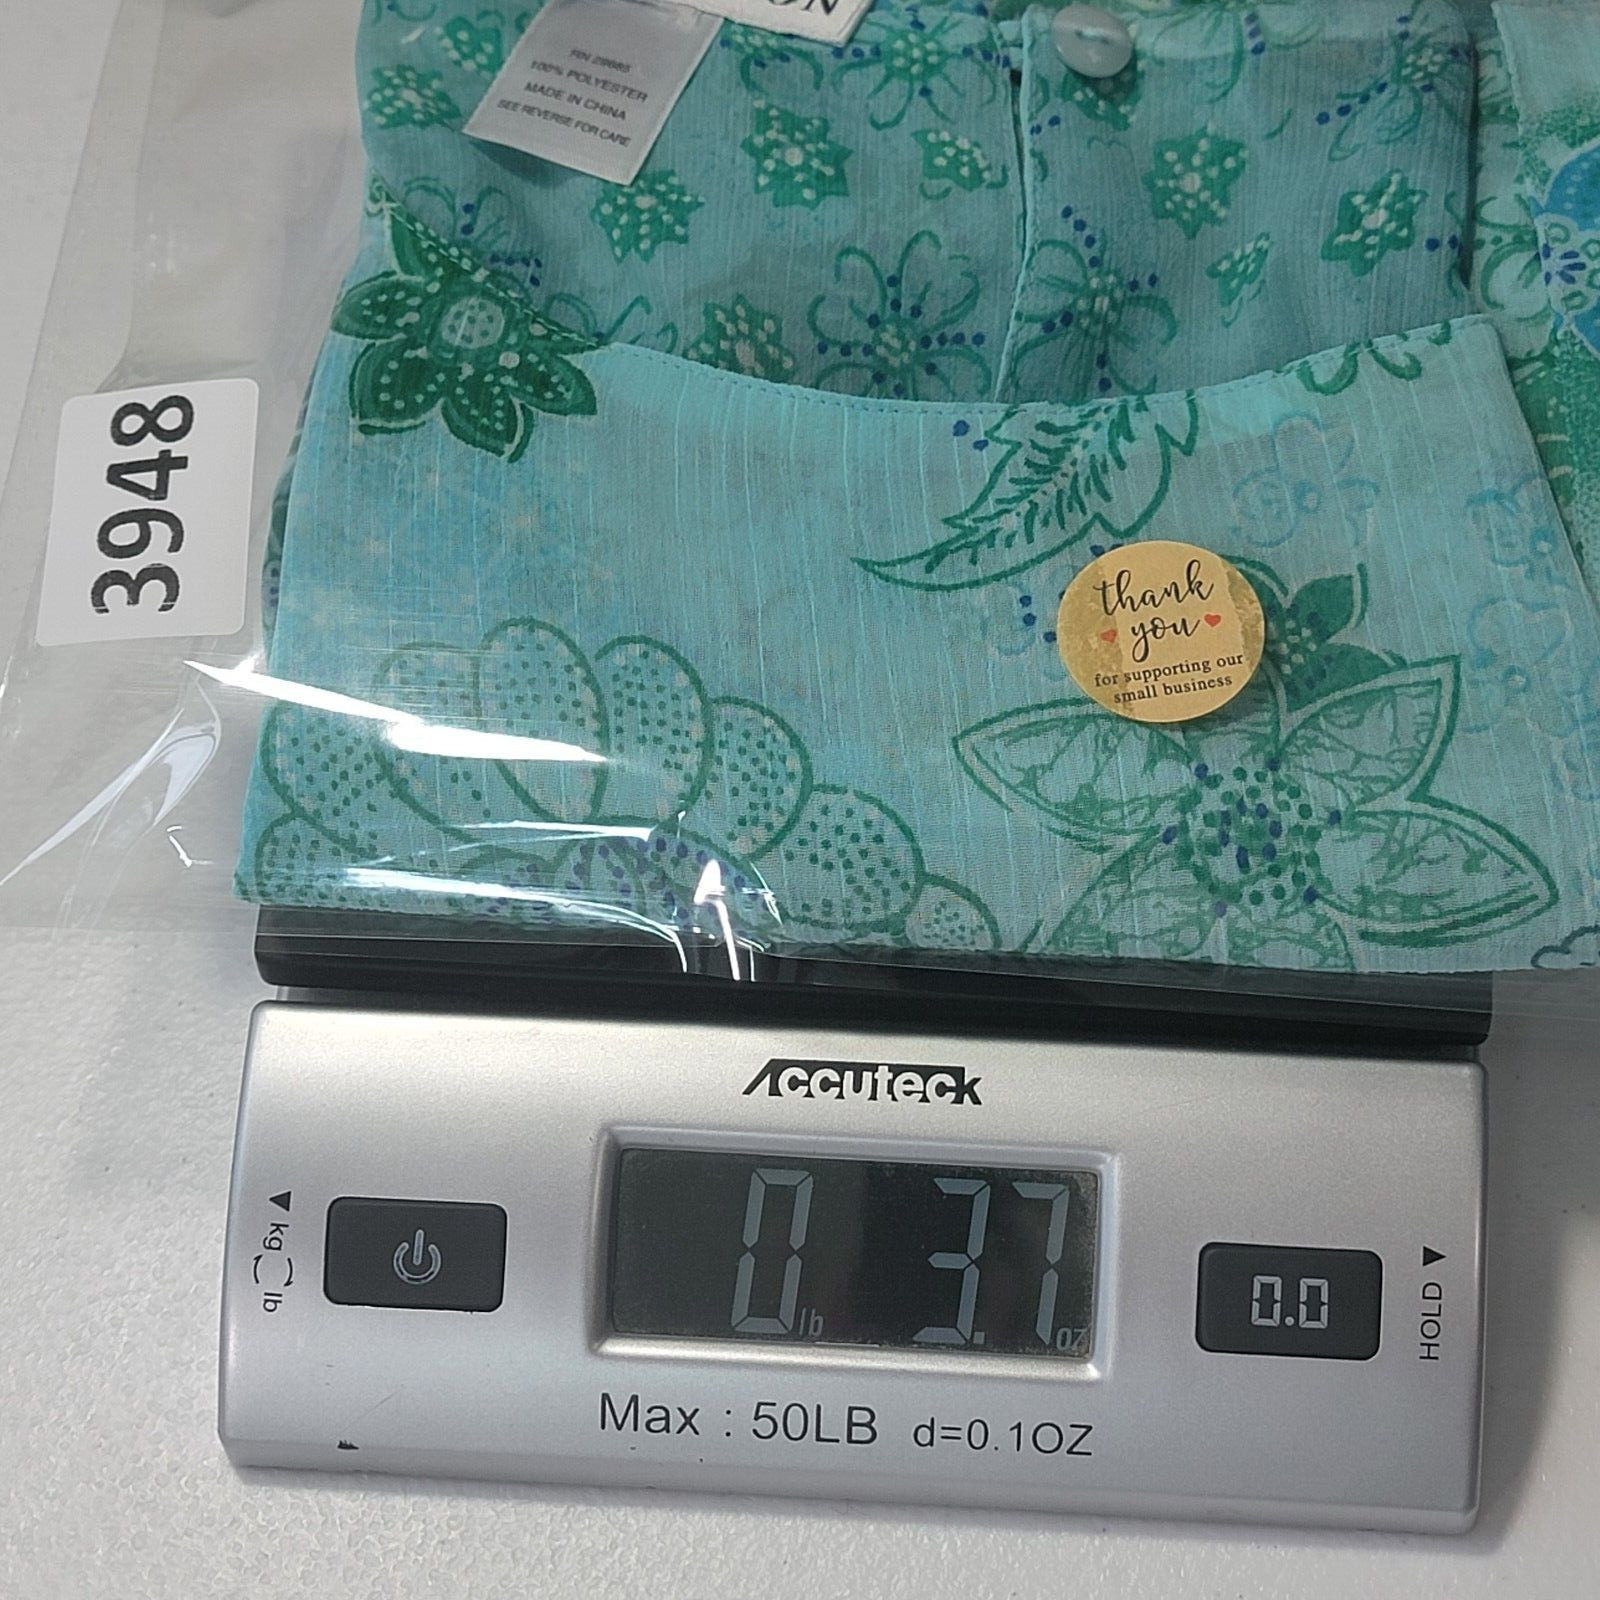 ON
RN 29685
100% POLYESTER
MADE IN CHINA
SEE REVERSE FOR CARE
3948
thank
you
for supporting our
small business
Accuteck
0 lb 3.7 oz
kg lb
0.0
HOLD
Max : 50LB d=0.1OZ